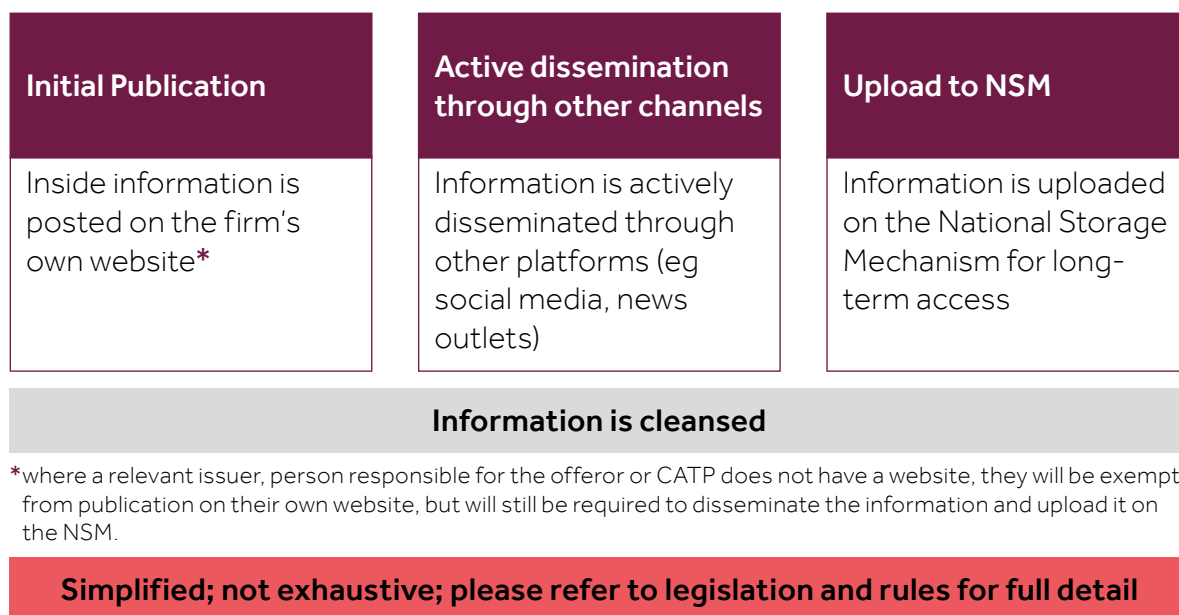 Initial Publication
Inside information is
posted on the firm's
own website*
Active dissemination
through other channels
Information is actively
disseminated through
other platforms (eg
social media, news
outlets)
Upload to NSM
Information is uploaded
on the National Storage
Mechanism for long-
term access
Information is cleansed
*where a relevant issuer, person responsible for the offeror or CATP does not have a website, they will be exempt
from publication on their own website, but will still be required to disseminate the information and upload it on
the NSM.
Simplified; not exhaustive; please refer to legislation and rules for full detail